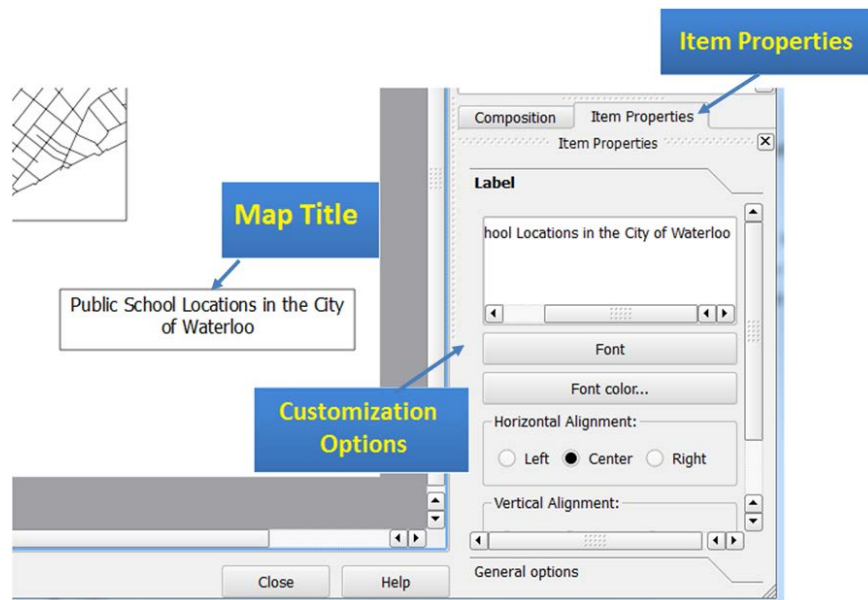 Item Properties
Composition
Item Properties
Item Properties
Label
Map Title
hool Locations in the City of Waterloo
Public School Locations in the City
of Waterloo
Font
Font color...
Customization
Options
Horizontal Alignment:
Left
Center
Right
Vertical Alignment:
General options
Close
Help